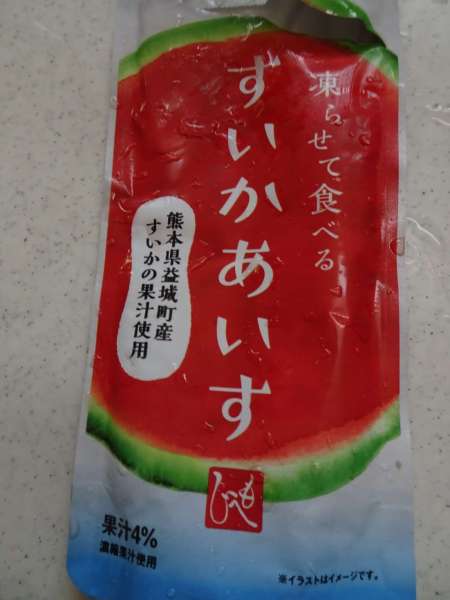 凍らせて食べる
すいかあいす
熊本県益城町産
すいかの果汁使用
もへじ
果汁4%
濃縮果汁使用
※イラストはイメージです。